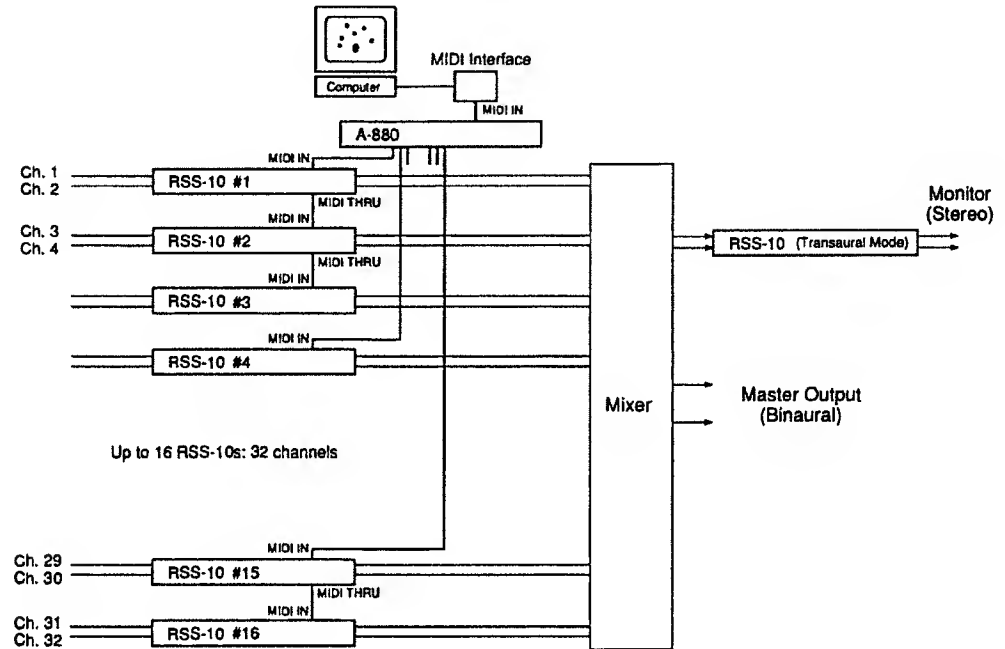 MIDI Interface
Computer
MIDI IN
A-880
MIDI IN
Ch. 1
Ch. 2
RSS-10 #1
MIDI THRU
MIDI IN
Ch. 3
Ch. 4
RSS-10 #2
MIDI THRU
MIDI IN
RSS-10 #3
MIDI IN
RSS-10 #4
Monitor
(Stereo)
RSS-10 (Transaural Mode)
Mixer
Master Output
(Binaural)
Up to 16 RSS-10s: 32 channels
MIDI IN
Ch. 29
Ch. 30
RSS-10 #15
MIDI THRU
MIDI IN
Ch. 31
Ch. 32
RSS-10 #16